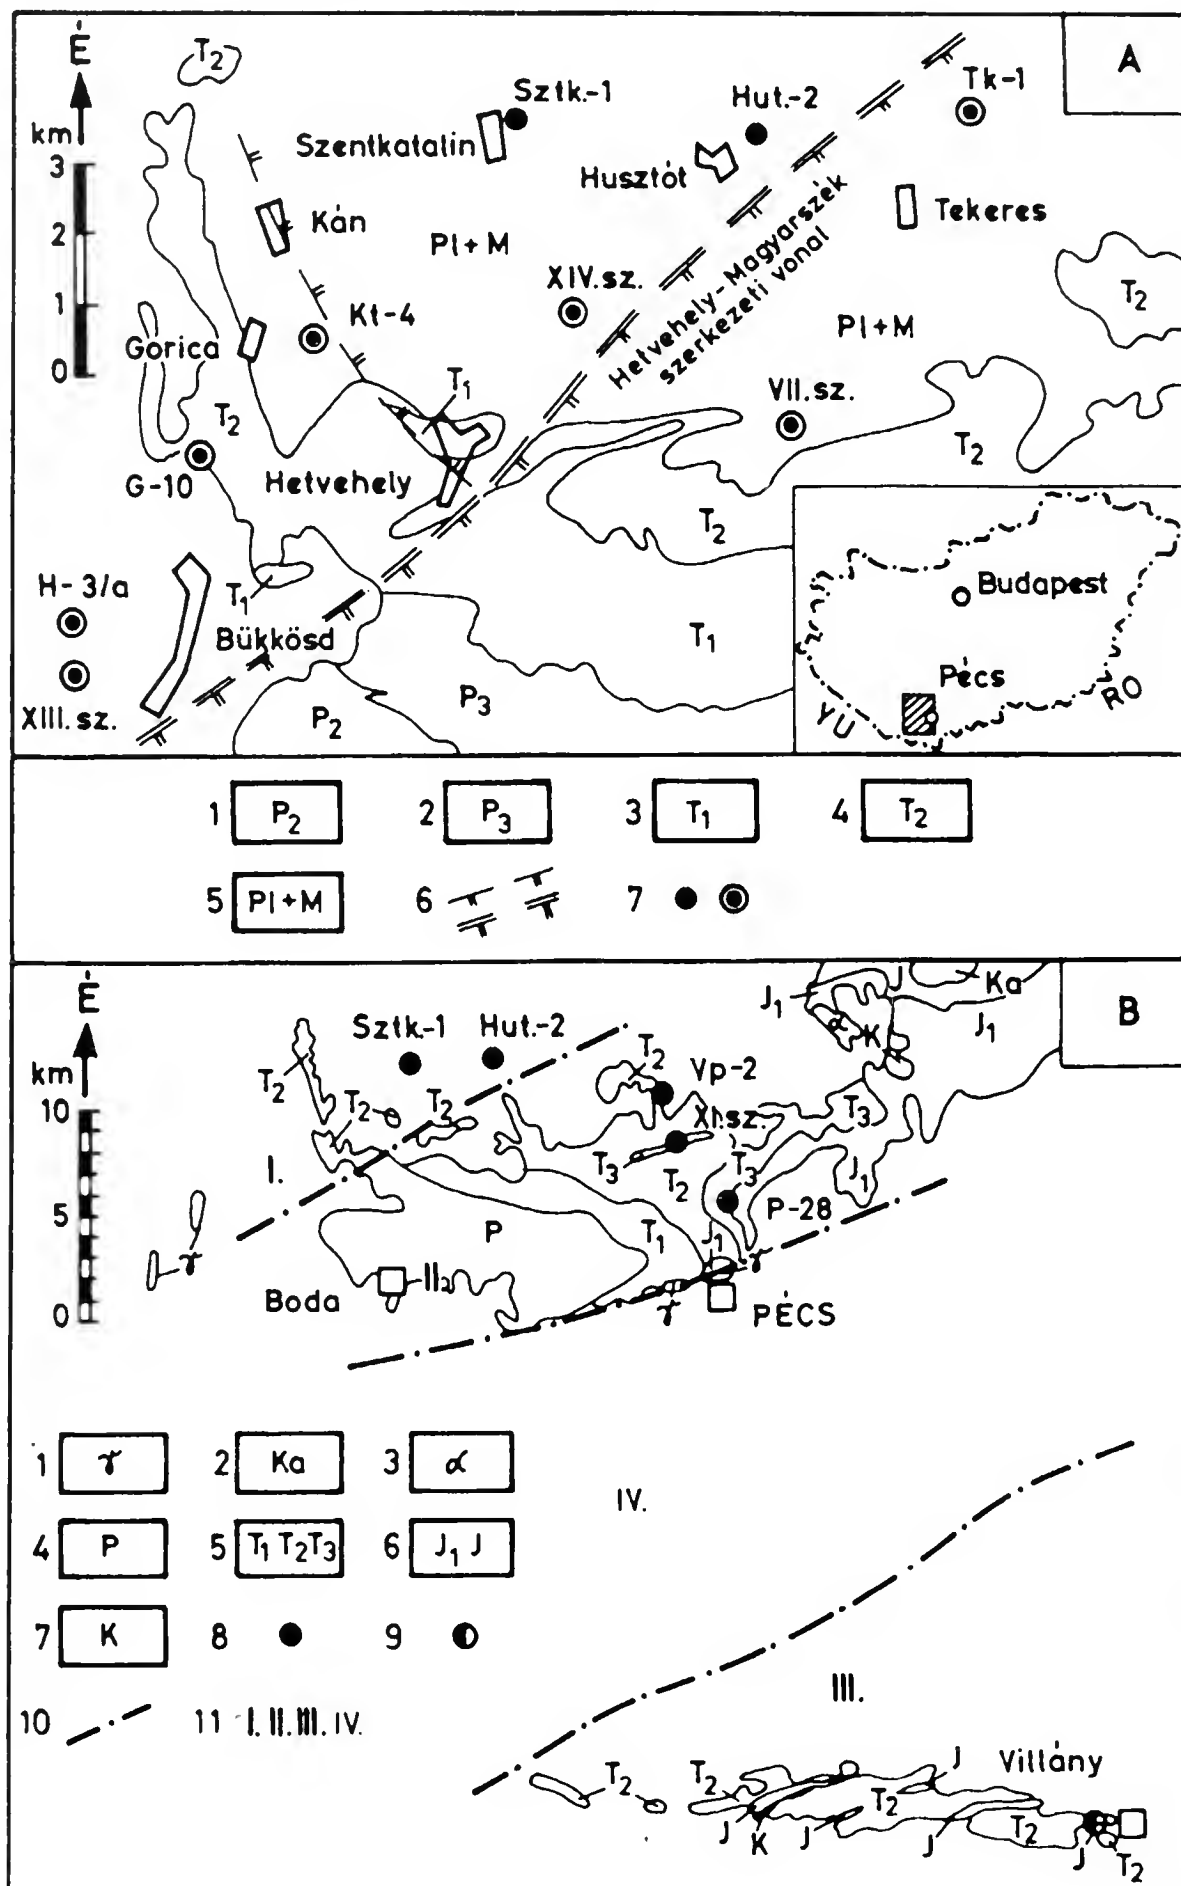 A
É
T₂
km
3
2
1
0
Sztk.-1
Szentkatalin
Hut.-2
Husztót
Tk-1
Tekeres
Kán
Pl+M
XIV.sz.
Hetvehely-Magyarszék
szerkezeti vonal
T₂
Kt-4
Gorica
Pl+M
T₁
VII.sz.
T₂
T₂
G-10
Hetvehely
T₂
H-3/a
T₁
Bükkösd
T₁
XIII.sz.
P₂
P₃
Budapest
Pécs
YU
RO
1 P₂
2 P₃
3 T₁
4 T₂
5 Pl+M
6
7
B
É
km
10
5
0
Sztk.-1
Hut.-2
J₁
J
Ka
α
K
J₁
T₂
T₂
T₂
T₂
Vp-2
XI.sz.
T₃
I.
T₃
T₂
T₃
J₁
P-28
γ
P
T₁
J₁
γ
Boda
II.
γ
PÉCS
1 γ
2 Ka
3 α
4 P
5 T₁ T₂ T₃
6 J₁ J
7 K
8
9
10
11 I. II. III. IV.
IV.
III.
Villány
T₂
T₂
J
T₂
J
K
J
J
T₂
J
T₂